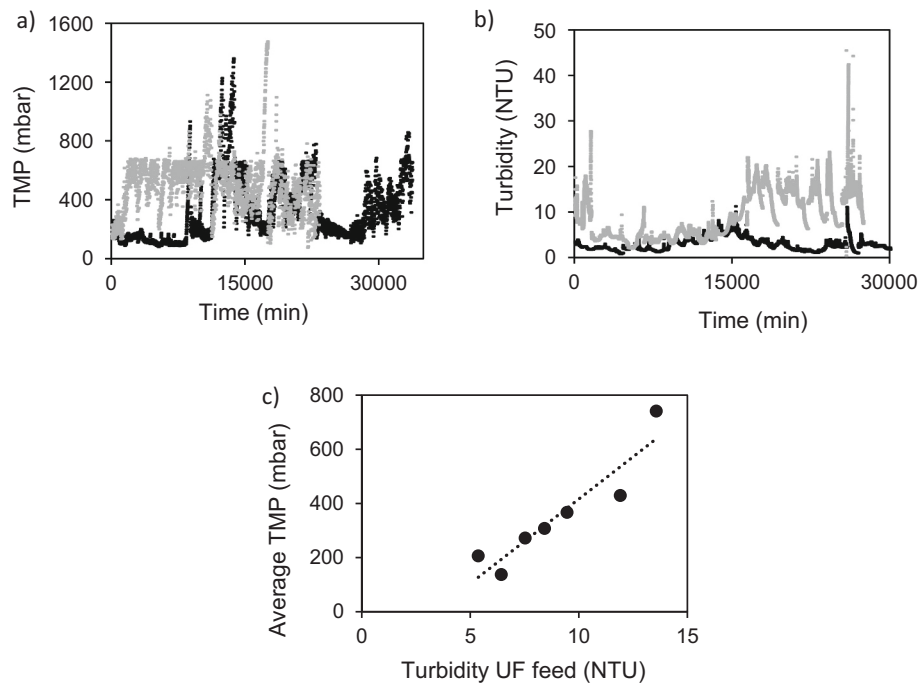 a)
1600
1200
800
400
0
TMP (mbar)
0 15000 30000
Time (min)
b)
50
40
30
20
10
0
Turbidity (NTU)
0 15000 30000
Time (min)
c)
800
600
400
200
0
Average TMP (mbar)
0 5 10 15
Turbidity UF feed (NTU)